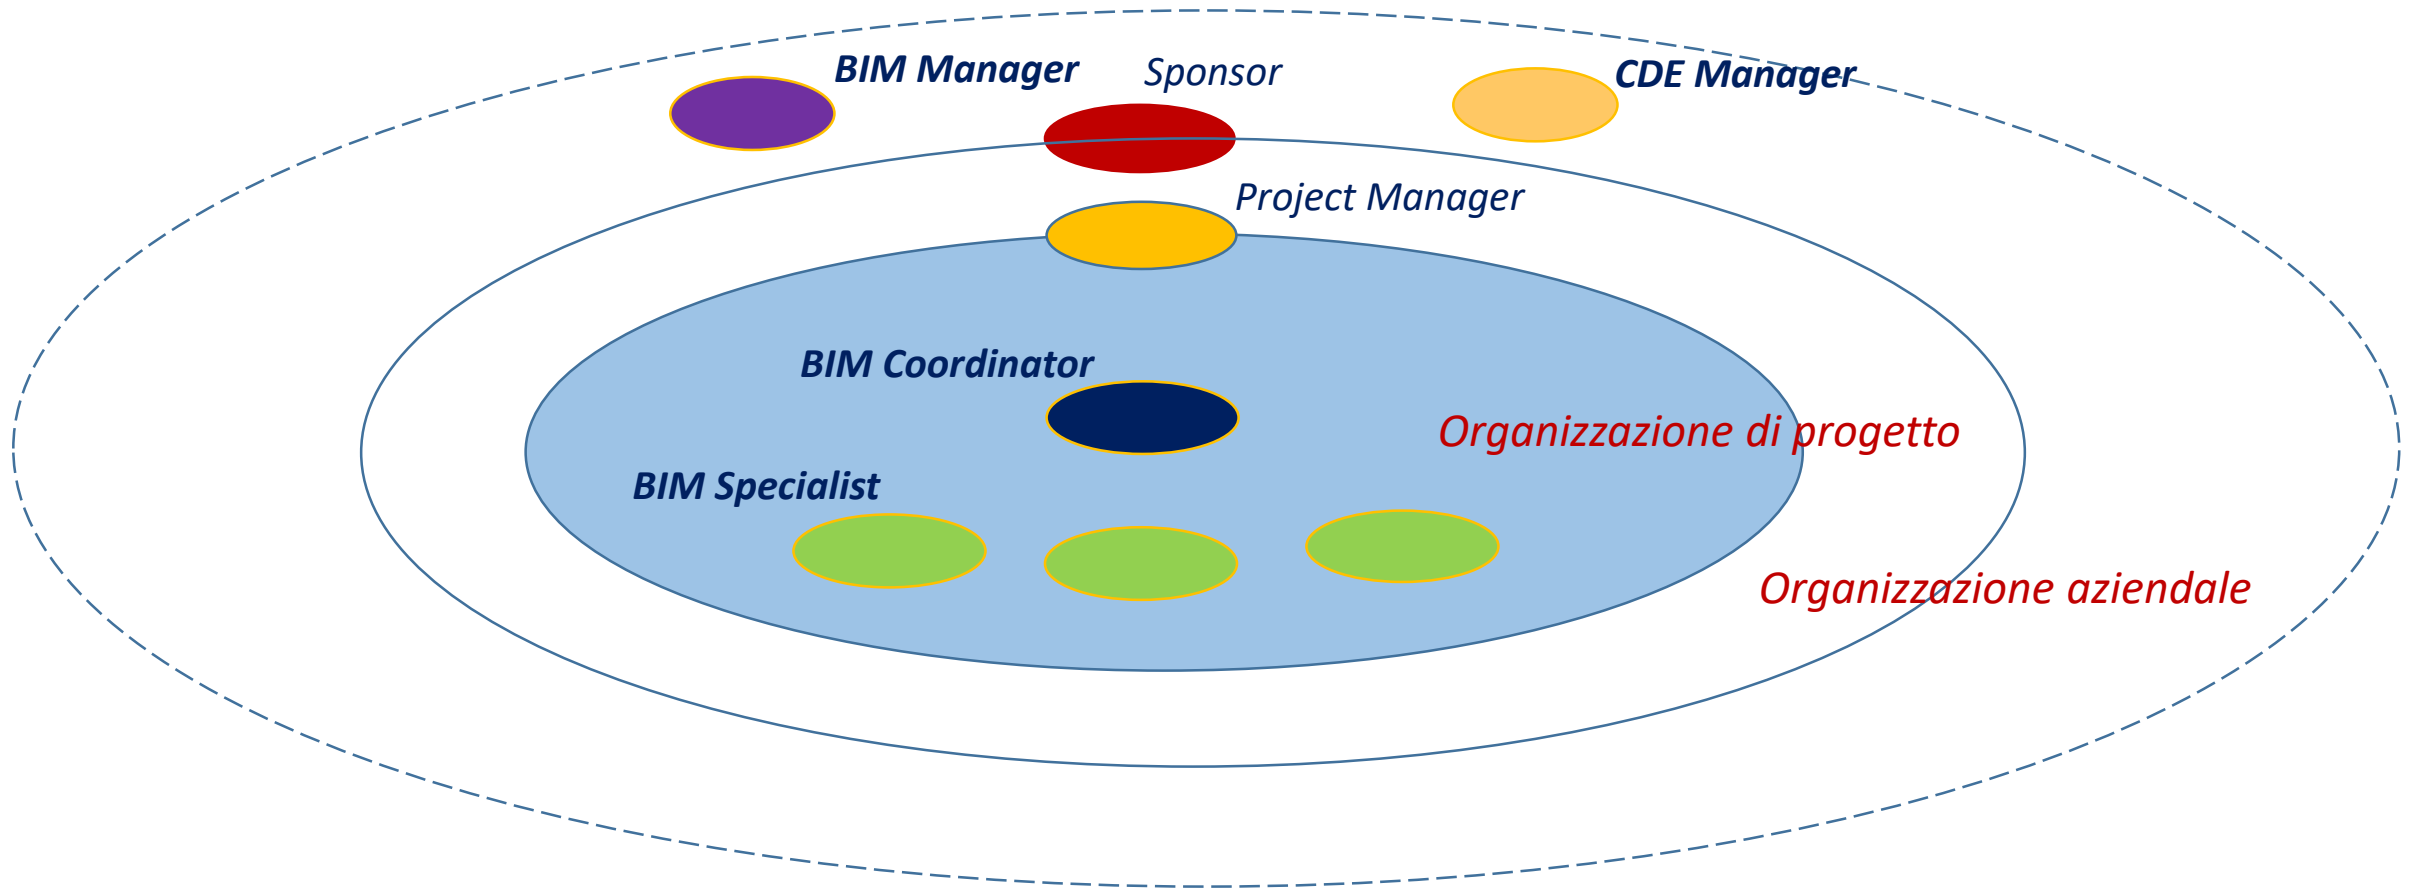 BIM Manager
Sponsor
CDE Manager
Project Manager
BIM Coordinator
Organizzazione di progetto
BIM Specialist
Organizzazione aziendale